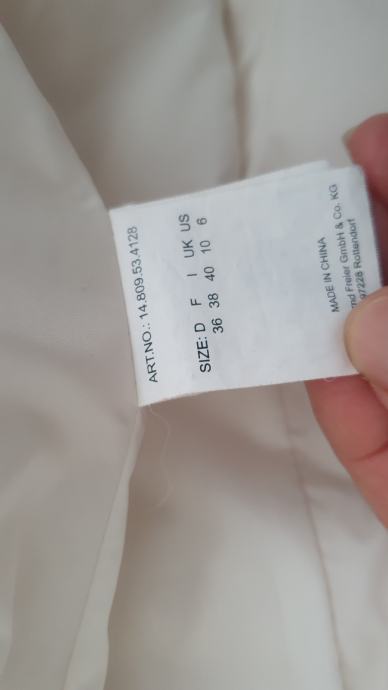 ART.NO.: 14.809.53.4128
SIZE: D F I UK US
36 38 40 10 6
MADE IN CHINA
Freier GmbH & Co. KG
97228 Rottendorf